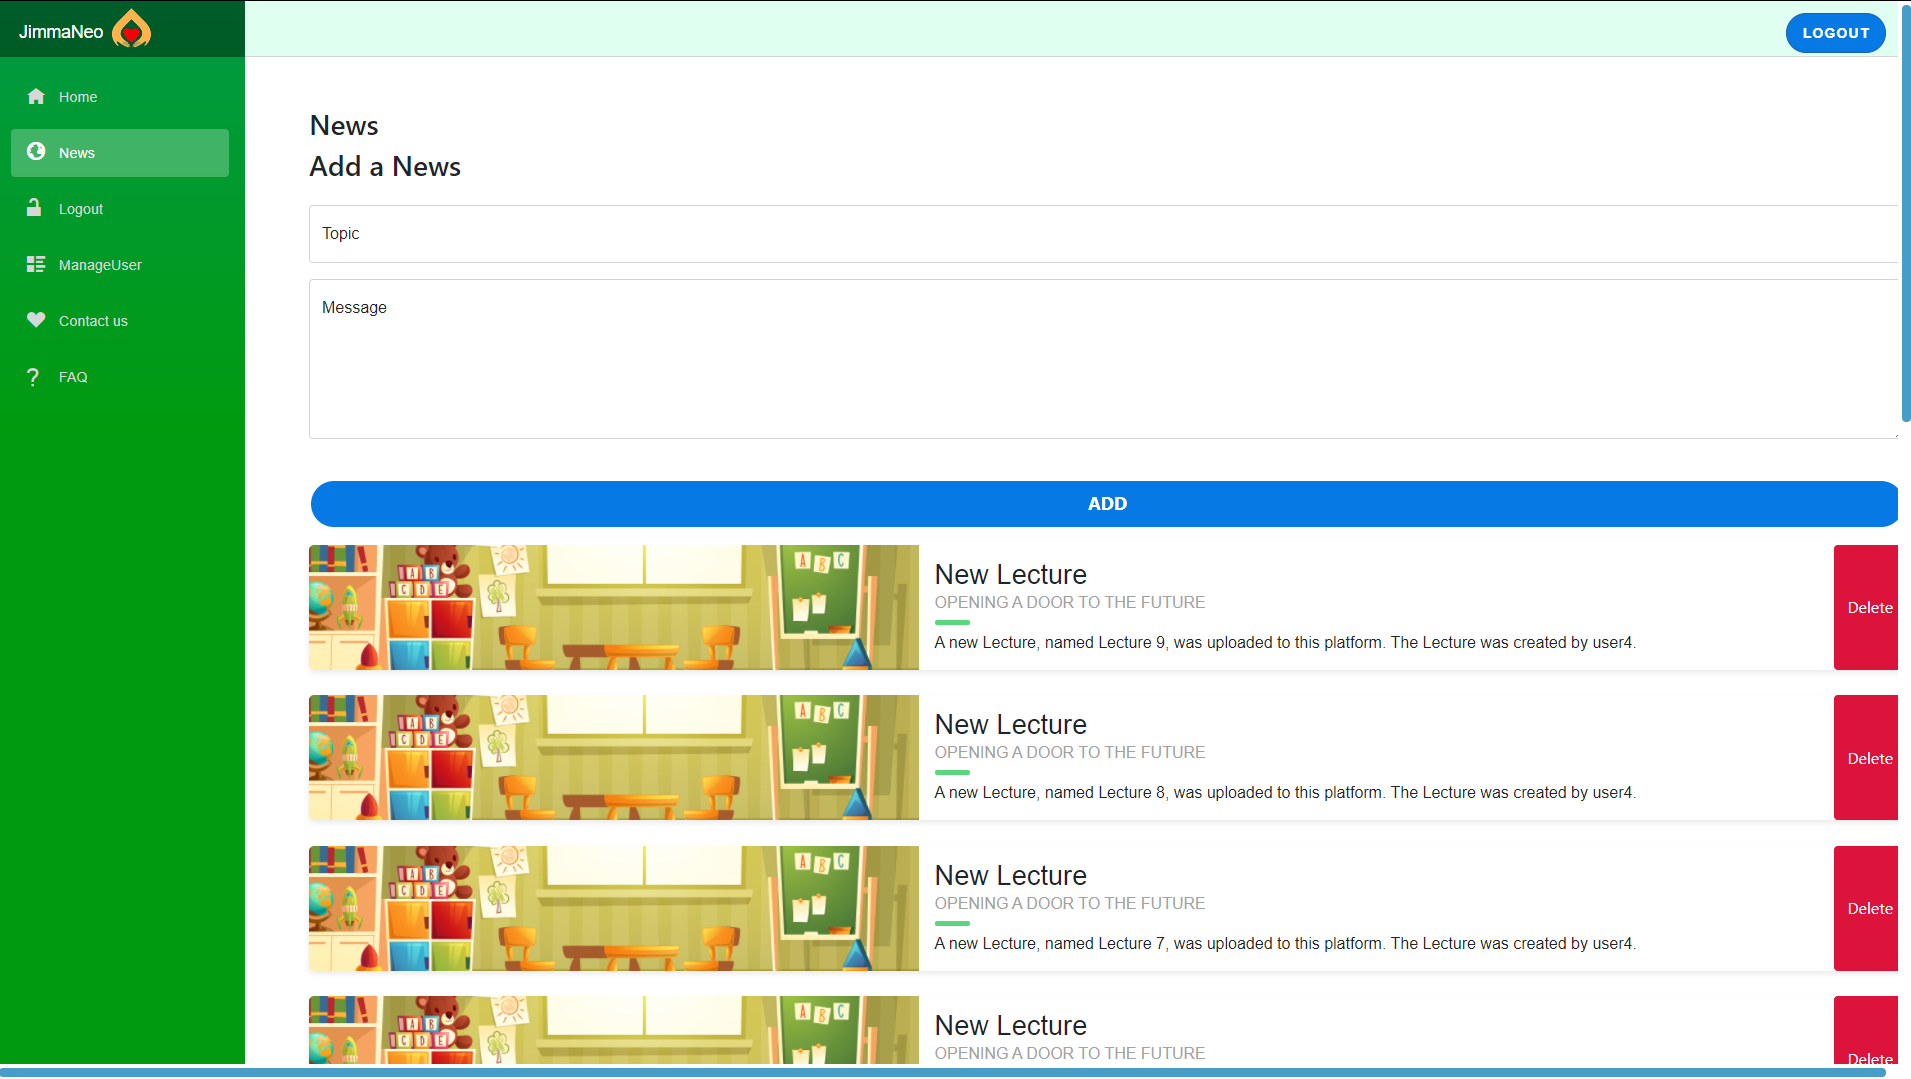 JimmaNeo
LOGOUT
Home
News
Logout
ManageUser
Contact us
FAQ
News
Add a News
Topic
Message
ADD
A B
C D E
A B C
New Lecture
OPENING A DOOR TO THE FUTURE
A new Lecture, named Lecture 9, was uploaded to this platform. The Lecture was created by user4.
Delete
A B
C D E
A B C
New Lecture
OPENING A DOOR TO THE FUTURE
A new Lecture, named Lecture 8, was uploaded to this platform. The Lecture was created by user4.
Delete
A B
C D E
A B C
New Lecture
OPENING A DOOR TO THE FUTURE
A new Lecture, named Lecture 7, was uploaded to this platform. The Lecture was created by user4.
Delete
A B
C D E
A B C
New Lecture
OPENING A DOOR TO THE FUTURE
Delete